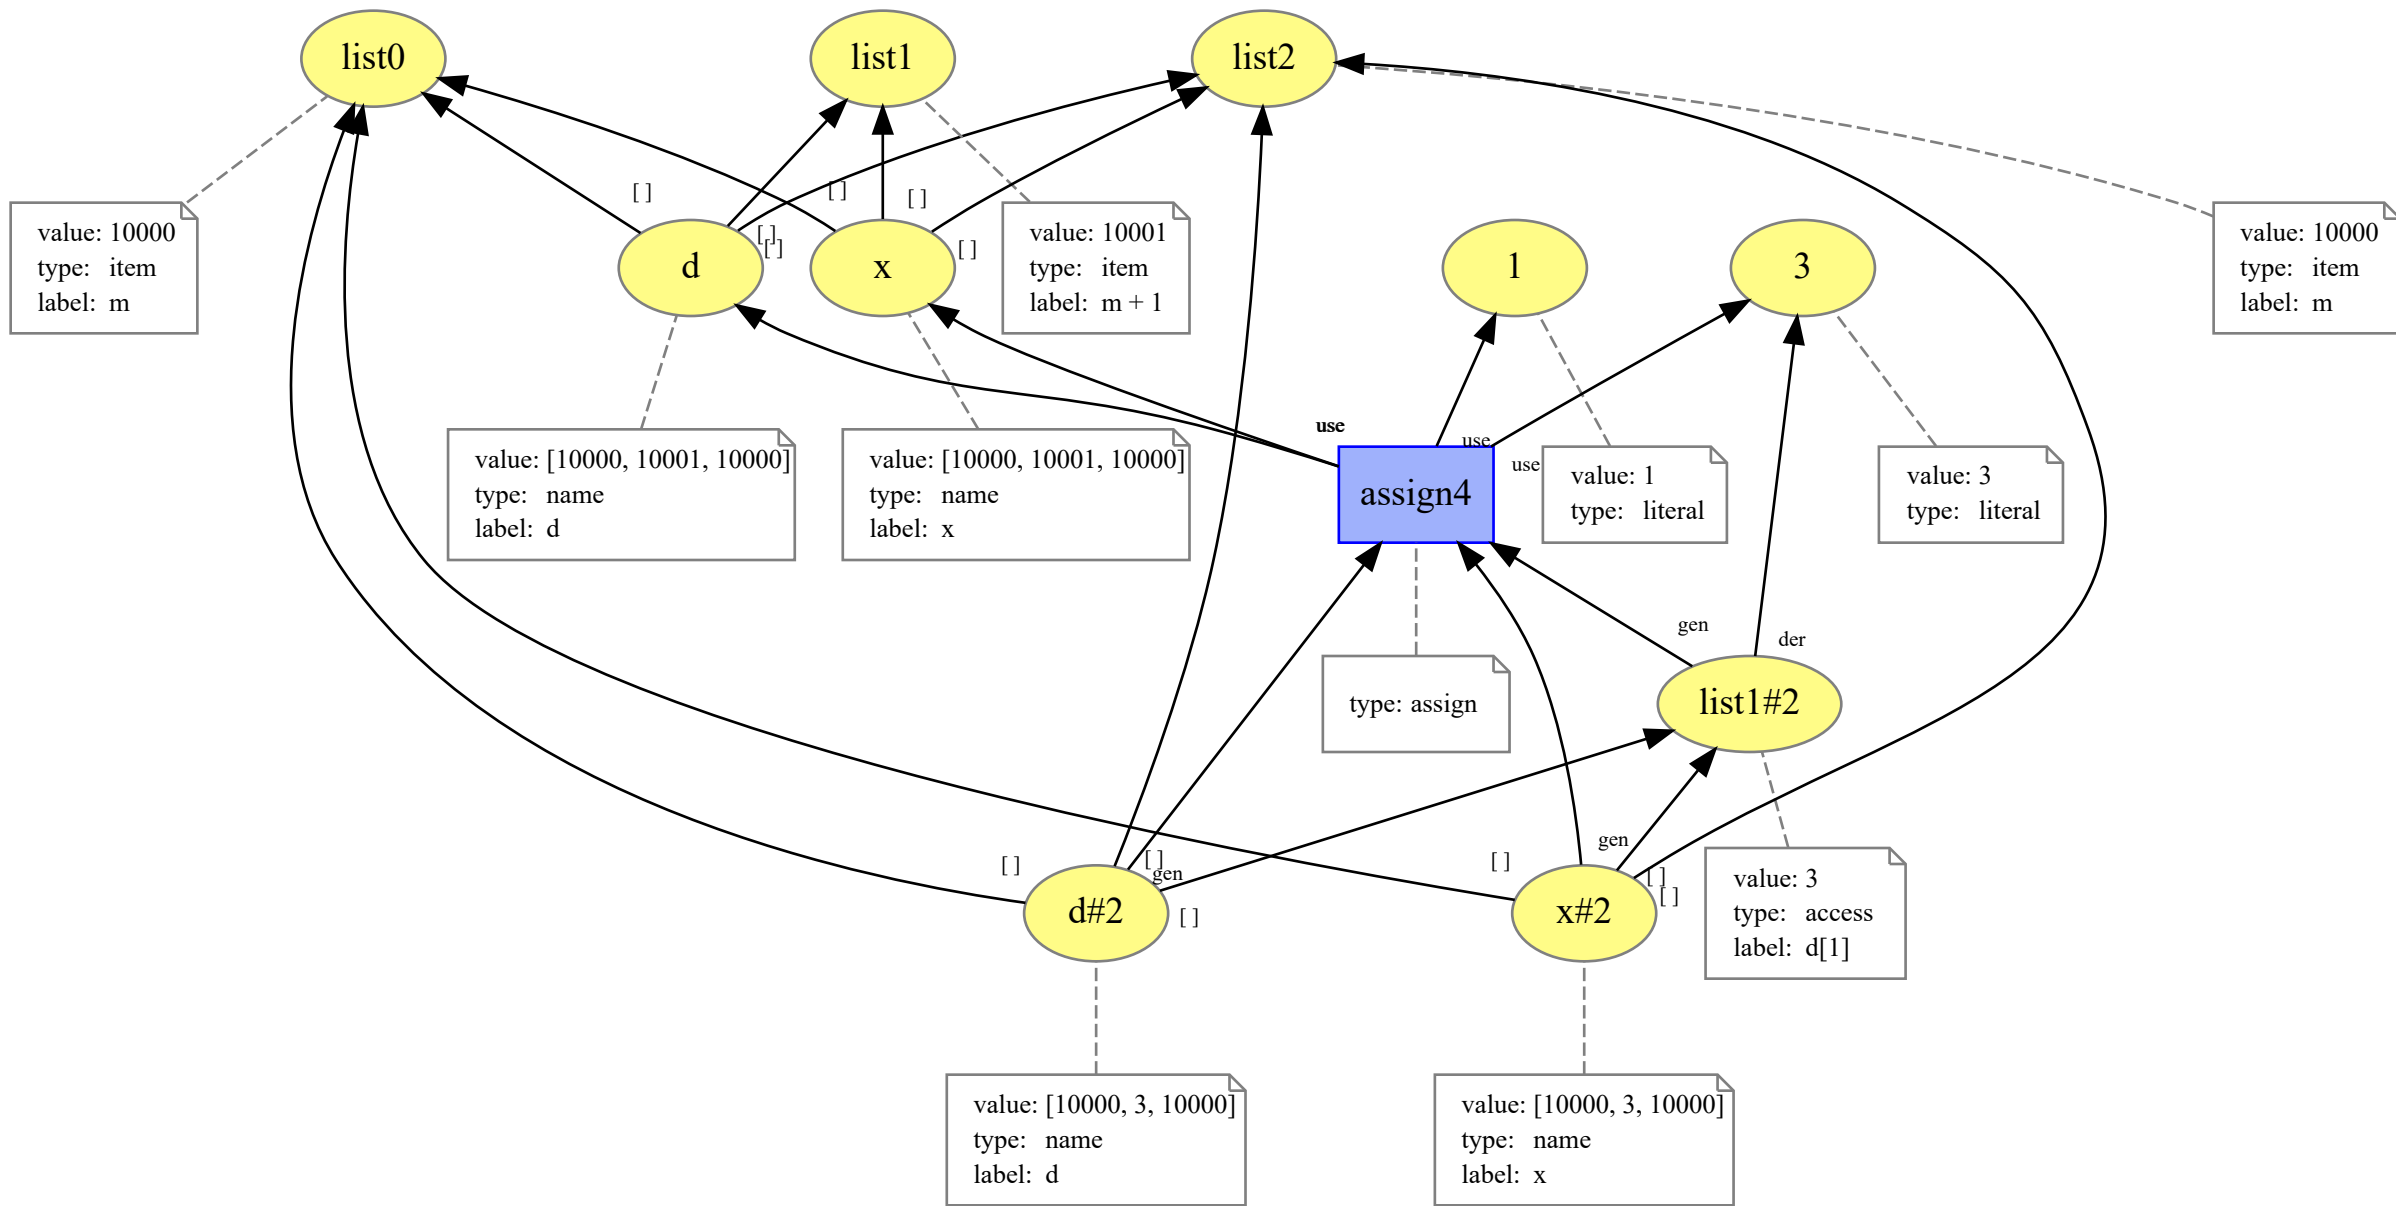 list0
list1
list2
[ ]
[ ]
[ ]
value: 10000
type: item
label: m
d
[ ]
[ ]
x
[ ]
value: 10001
type: item
label: m + 1
1
3
value: 10000
type: item
label: m
value: [10000, 10001, 10000]
type: name
label: d
value: [10000, 10001, 10000]
type: name
label: x
use
use
use
assign4
value: 1
type: literal
value: 3
type: literal
gen
der
type: assign
list1#2
[ ]
[ ]
gen
[ ]
gen
[ ]
[ ]
d#2
[ ]
x#2
value: 3
type: access
label: d[1]
value: [10000, 3, 10000]
type: name
label: d
value: [10000, 3, 10000]
type: name
label: x